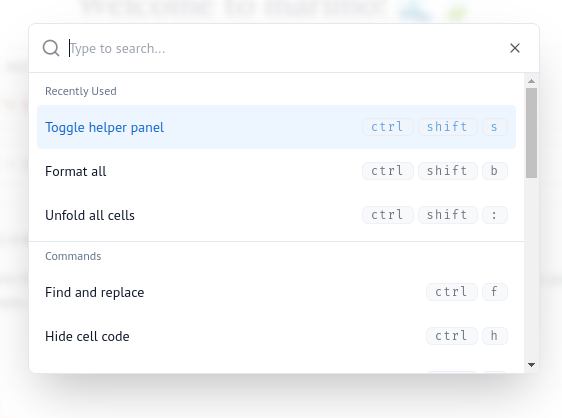 Welcome to marimo!
Type to search...
Recently Used
Toggle helper panel ctrl shift s
Format all ctrl shift b
Unfold all cells ctrl shift :
Commands
Find and replace ctrl f
Hide cell code ctrl h